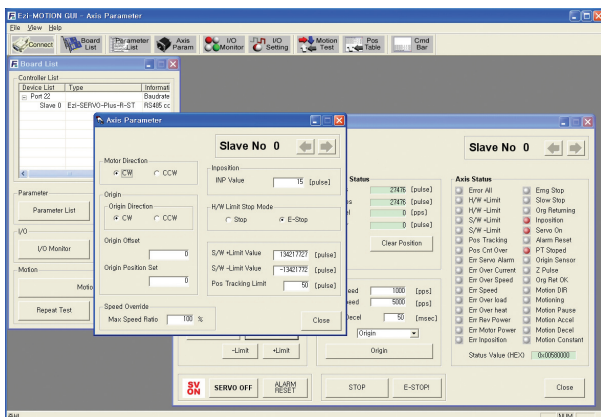 Ezi-MOTION GUI - Axis Parameter
File View Help
Connect
Board List
Parameter List
Axis Param
I/O Monitor
I/O Setting
Motion Test
Pos Table
Cmd Bar
Board List
Controller List
Device List Type Informati
Port 22 Baudrate
Slave 0 Ezi-SERVO-Plus-R-ST RS485 cc
Parameter
Parameter List
I/O
I/O Monitor
Motion
Motio
Repeat Test
Axis Parameter
Slave No 0
Motor Direction
CW CCW
Origin
Origin Direction
CW CCW
Origin Offset
0
Origin Position Set
0
Speed Override
Max Speed Ratio 100 %
Inposition
INP Value 15 [pulse]
H/W Limit Stop Mode
Stop E-Stop
S/W +Limit Value 134217727 [pulse]
S/W -Limit Value [pulse]
Pos Tracking Limit 50 [pulse]
Close
Slave No 0
Status
27476 [pulse]
27476 [pulse]
0 [pps]
0 [pulse]
Clear Position
eed 1000 [pps]
eed 5000 [pps]
Decel 50 [msec]
Origin
Origin
-Limit +Limit
SV ON
SERVO OFF
ALARM RESET
STOP
E-STOP!
Axis Status
Error All
H/W +Limit
H/W -Limit
S/W +Limit
S/W -Limit
Pos Tracking
Pos Cnt Over
Err Servo Alarm
Err Over Current
Err Over Speed
Err Speed
Err Over load
Err Over heat
Err Rev Power
Err Motor Power
Err Inposition
Emg Stop
Slow Stop
Org Returning
Inposition
Servo On
Alarm Reset
PT Stoped
Origin Sensor
Z Pulse
Org Ret OK
Motion DIR
Motioning
Motion Pause
Motion Accel
Motion Decel
Motion Constant
Status Value (HEX) 0x00580000
Close
NUM